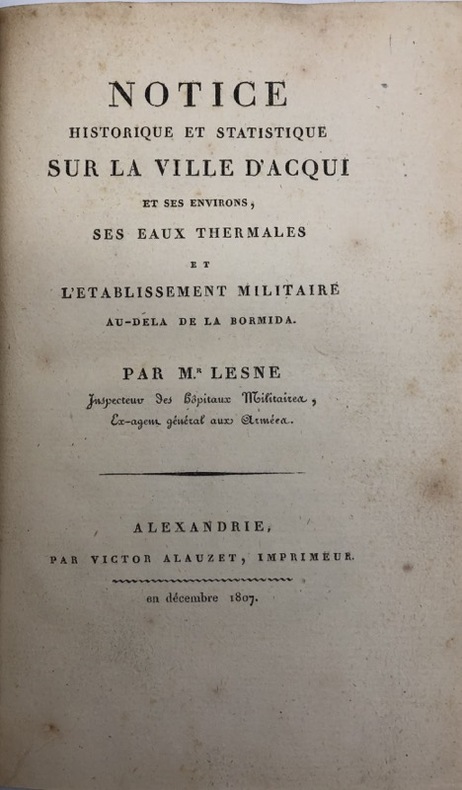 NOTICE
HISTORIQUE ET STATISTIQUE
SUR LA VILLE D'ACQUI
ET SES ENVIRONS,
SES EAUX THERMALES
ET
L'ETABLISSEMENT MILITAIRE
AU-DELA DE LA BORMIDA.
PAR M.R LESNE
Inspecteur des Hôpitaux Militaires,
Ex-agent général aux Armées.
ALEXANDRIE,
PAR VICTOR ALAUZET, IMPRIMEUR.
en décembre 1807.